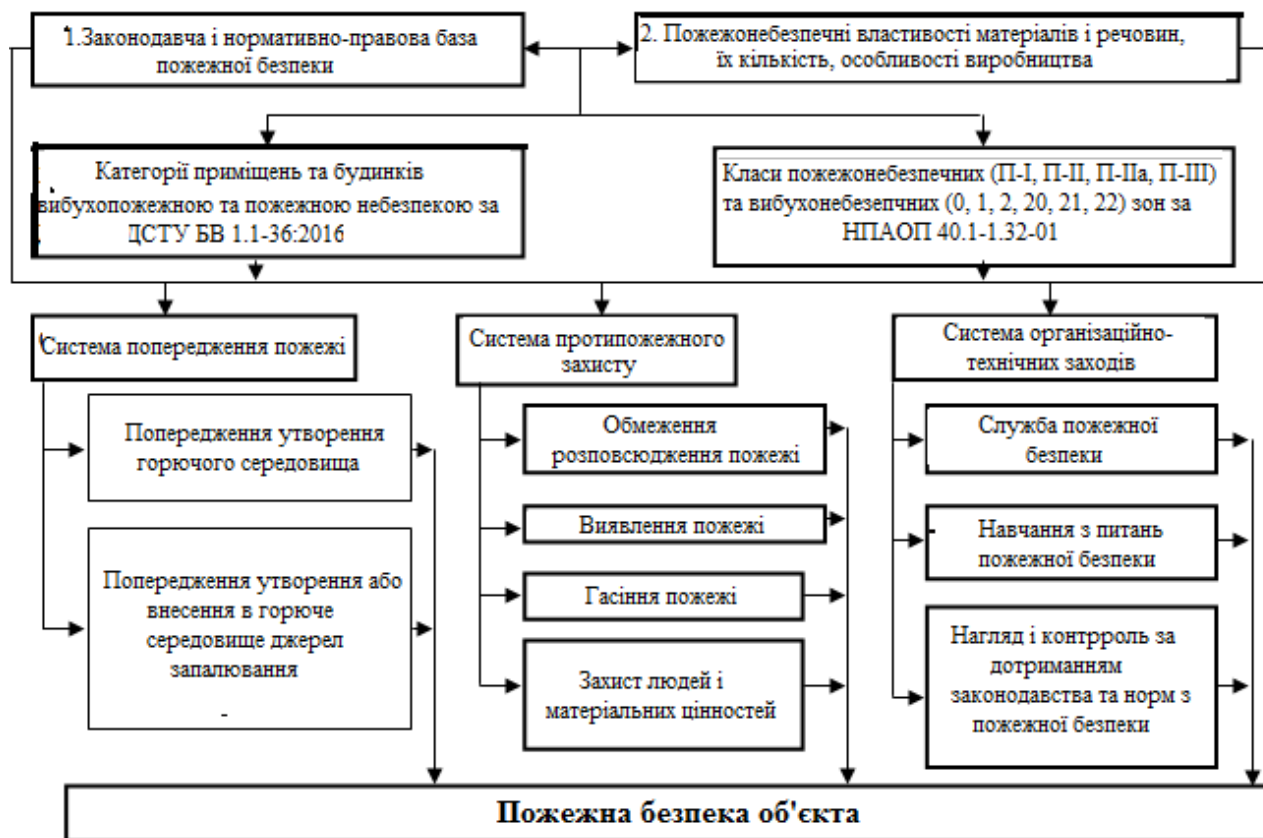 1.Законодавча і нормативно-правова база
пожежної безпеки
2. Пожежонебезпечні властивості матеріалів і речовин,
їх кількість, особливості виробництва
Категорії приміщень та будинків
вибухопожежною та пожежною небезпекою за
ДСТУ БВ 1.1-36:2016
Класи пожежонебезпечних (П-І, П-ІІ, П-ІІа, П-ІІІ)
та вибухонебезепчних (0, 1, 2, 20, 21, 22) зон за
НПАОП 40.1-1.32-01
Система попередження пожежі
Попередження утворення
горючого середовища
Попередження утворення або
внесення в горюче
середовище джерел
запалювання
-
Система протипожежного
захисту
Обмеження
розповсюдження пожежі
Виявлення пожежі
Гасіння пожежі
Захист людей і
матеріальних цінностей
Система організаційно-
технічних заходів
Служба пожежної
безпеки
Навчання з питань
пожежної безпеки
Нагляд і контрроль за
дотриманням
законодавства та норм з
пожежної безпеки
Пожежна безпека об'єкта